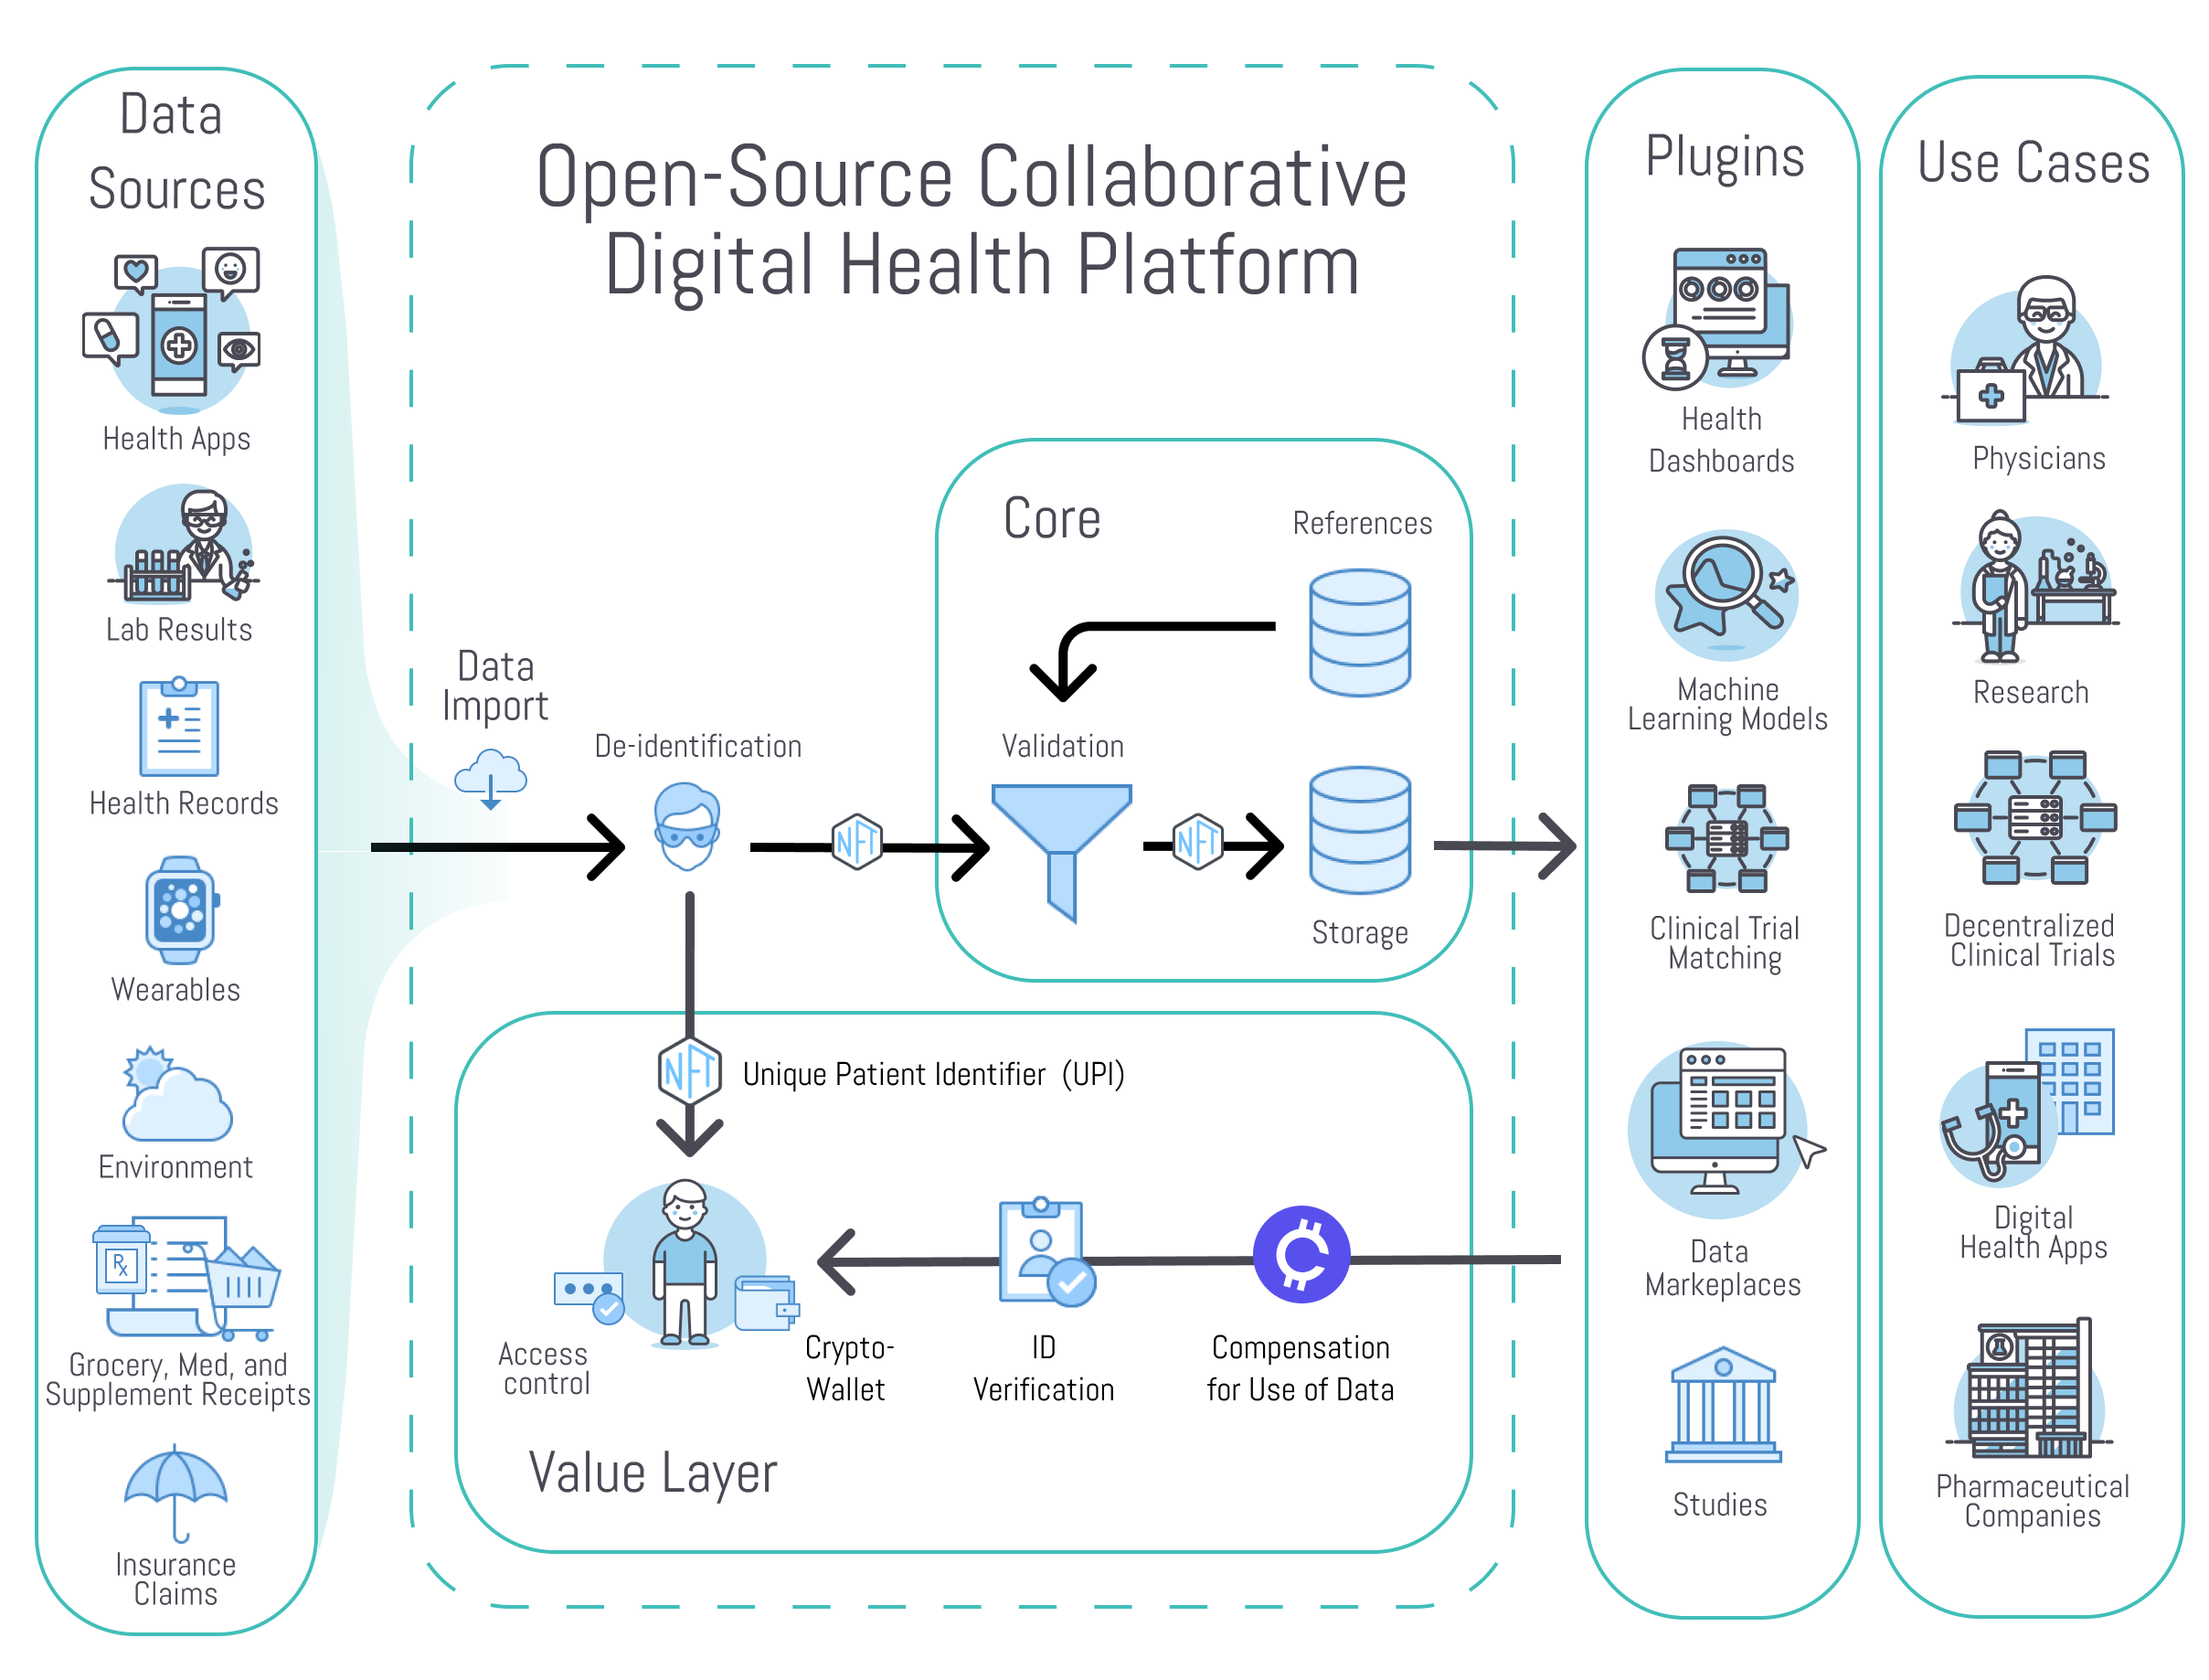 Data
Sources
Health Apps
Lab Results
Health Records
Wearables
Environment
Rx
Grocery, Med, and
Supplement Receipts
Insurance
Claims
Open-Source Collaborative
Digital Health Platform
Data
Import
De-identification
NFT
Core
References
Validation
NFT
Storage
NFT
Unique Patient Identifier (UPI)
Access
control
Crypto-
Wallet
ID
Verification
Compensation
for Use of Data
Value Layer
Plugins
Health
Dashboards
Machine
Learning Models
Clinical Trial
Matching
Data
Markeplaces
Studies
Use Cases
Physicians
Research
Decentralized
Clinical Trials
Digital
Health Apps
Pharmaceutical
Companies